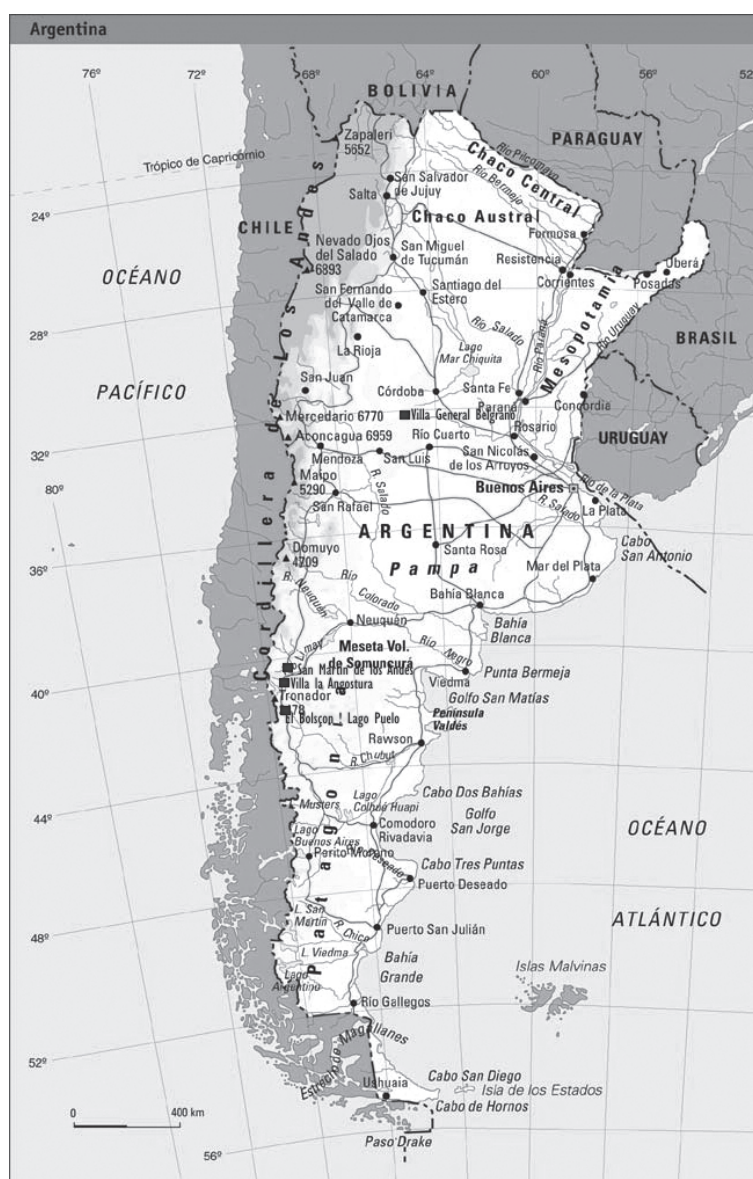 Argentina
76º
72º
68º
64º
60º
56º
52
BOLIVIA
PARAGUAY
Zapaleri
5652
Trópico de Capricornio
Río Pilcomayo
Chaco Central
Río Bermejo
San Salvador
de Jujuy
Salta
24º
Chaco Austral
CHILE
Formosa
Nevado Ojos
del Salado
6893
San Miguel
de Tucumán
Resistencia
Uberá
OCÉANO
Corrientes
Posadas
San Fernando
del Valle de
Catamarca
Santiago del
Estero
Mesopotamia
28º
Río Salado
Río Paraná
Río Uruguay
BRASIL
La Rioja
Lago
Mar Chiquita
San Juan
PACÍFICO
Córdoba
Santa Fe
Paraná
Concordia
Mercedario 6770
Villa General Belgrano
Rosario
URUGUAY
Aconcagua 6959
Río Cuarto
32º
Mendoza
San Luis
San Nicolás
de los Arroyos
80º
Maipo
5290
R. Salado
Buenos Aires
Río de la Plata
San Rafael
R. Salado
La Plata
ARGENTINA
Cabo
San Antonio
Domuyo
4709
Santa Rosa
Pampa
Mar del Plata
36º
R. Neuquén
Río
Colorado
Bahía Blanca
Cordillera de Los Andes
Neuquén
Bahía
Blanca
Limay
Meseta Vol.
de Somuncurá
Río Negro
San Martin de los Andes
Punta Bermeja
Villa la Angostura
Viedma
40º
Tronador
Golfo San Matías
El Bolsçon / Lago Puelo
Península
Valdés
Rawson
R. Chubut
Patagonia
Lago
Colhué Huapi
Cabo Dos Bahías
Musters
Golfo
San Jorge
44º
Comodoro
Rivadavia
OCÉANO
Lago
Buenos Aires
Perito Moreno
Deseado
Cabo Tres Puntas
Puerto Deseado
L. San
Martín
ATLÁNTICO
R. Chico
Puerto San Julián
48º
L. Viedma
Bahía
Grande
Islas Malvinas
Lago
Argentino
Río Gallegos
Estrecho de Magallanes
52º
Cabo San Diego
Ushuaia
Isla de los Estados
Cabo de Hornos
0
400 km
Paso Drake
56º